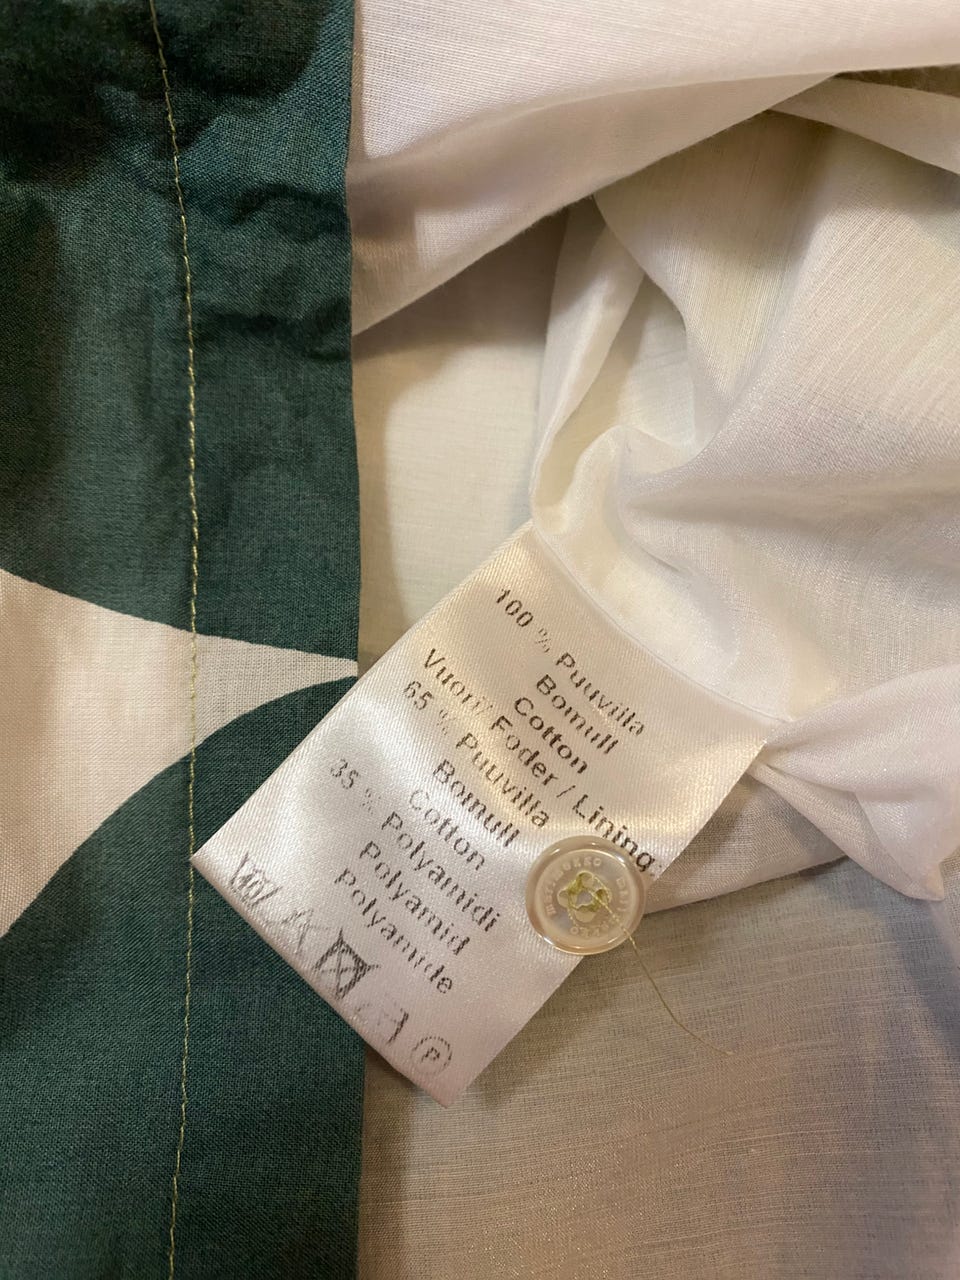 100 % Puuvilla
Bomull
Cotton
Vuori/ Foder / Lining:
65 % Puuvilla
Bomull
Cotton
35 % Polyamidi
Polyamid
Polyamide
P